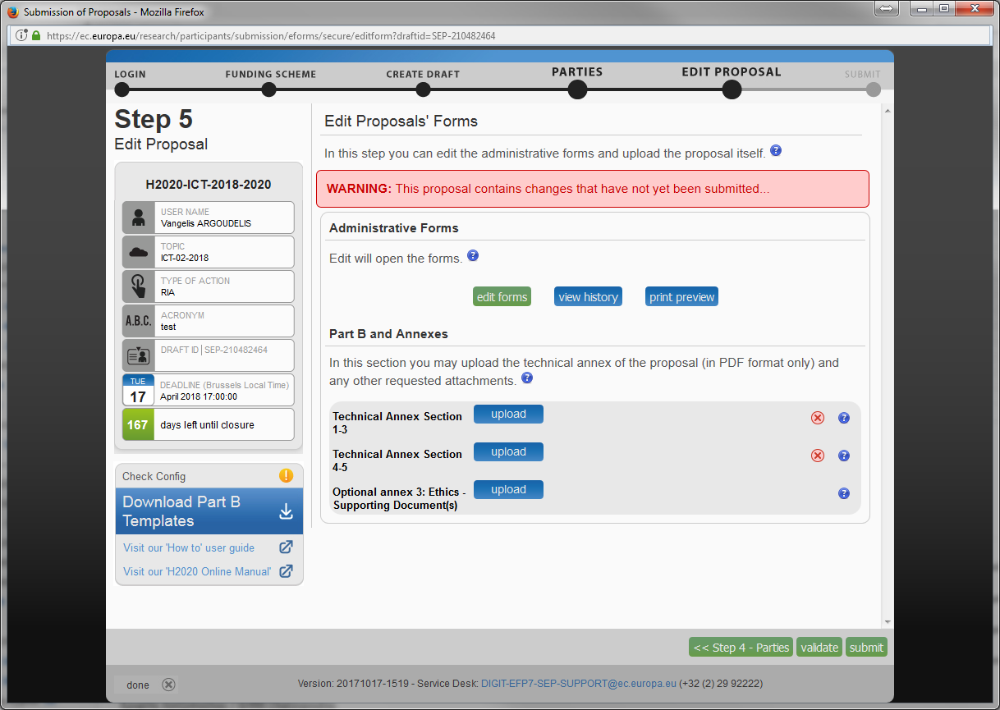 Submission of Proposals - Mozilla Firefox
https://ec.europa.eu/research/participants/submission/eforms/secure/editform?draftid=SEP-210482464
LOGIN
FUNDING SCHEME
CREATE DRAFT
PARTIES
EDIT PROPOSAL
SUBMIT
Step 5
Edit Proposal
H2020-ICT-2018-2020
USER NAME
Vangelis ARGOUDELIS
TOPIC
ICT-02-2018
TYPE OF ACTION
RIA
A.B.C.
ACRONYM
test
DRAFT ID | SEP-210482464
TUE
17
DEADLINE (Brussels Local Time)
April 2018 17:00:00
167
days left until closure
Check Config
Download Part B
Templates
Visit our 'How to' user guide
Visit our 'H2020 Online Manual'
Edit Proposals' Forms
In this step you can edit the administrative forms and upload the proposal itself. ?
WARNING: This proposal contains changes that have not yet been submitted...
Administrative Forms
Edit will open the forms. ?
edit forms
view history
print preview
Part B and Annexes
In this section you may upload the technical annex of the proposal (in PDF format only) and
any other requested attachments. ?
Technical Annex Section
1-3
upload
?
Technical Annex Section
4-5
upload
?
Optional annex 3: Ethics -
Supporting Document(s)
upload
?
<< Step 4 - Parties
validate
submit
done
Version: 20171017-1519 - Service Desk: DIGIT-EFP7-SEP-SUPPORT@ec.europa.eu (+32 (2) 29 92222)